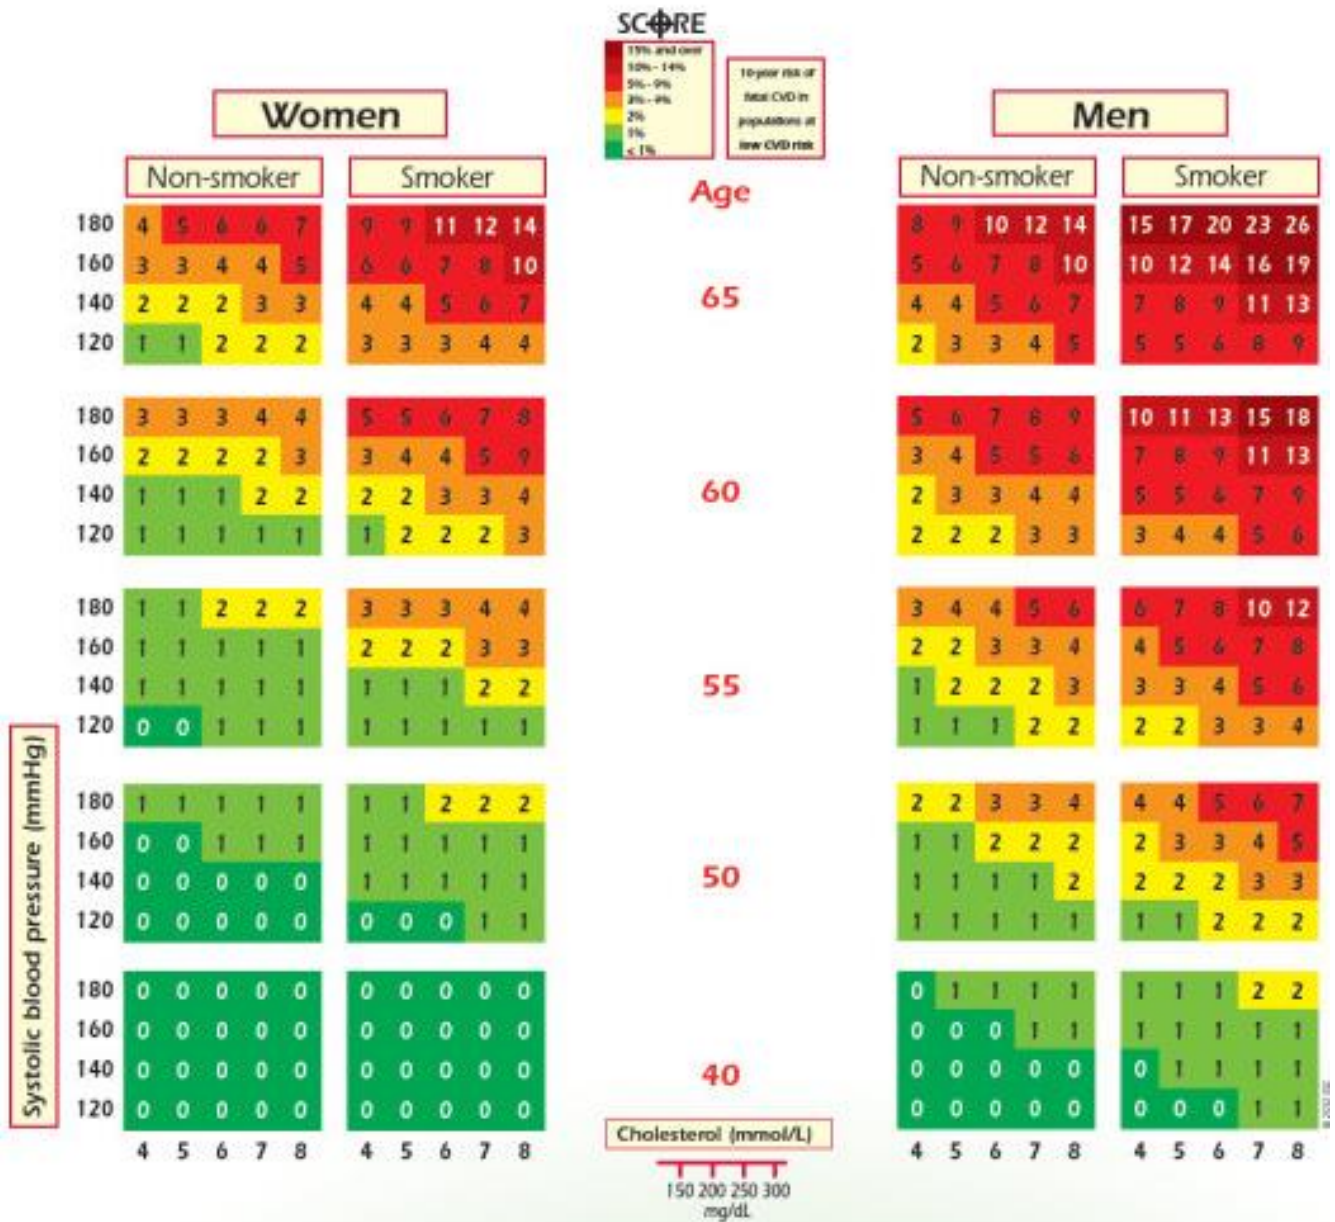 SCORE
15% and over
10% - 14%
5% - 9%
3% - 4%
2%
1%
< 1%
10-year risk of
fatal CVD in
populations at
low CVD risk
Women
Men
Non-smoker Smoker
Age
Non-smoker Smoker
180 4 5 6 6 7 9 9 11 12 14 8 9 10 12 14 15 17 20 23 26
160 3 3 4 4 5 6 6 7 8 10 5 6 7 8 10 10 12 14 16 19
65
140 2 2 2 3 3 4 4 5 6 7 4 4 5 6 7 7 8 9 11 13
120 1 1 2 2 2 3 3 3 4 4 2 3 3 4 5 5 5 6 8 9
180 3 3 3 4 4 5 5 6 7 8 5 6 7 8 9 10 11 13 15 18
160 2 2 2 2 3 3 4 4 5 9 3 4 5 5 6 7 8 9 11 13
60
140 1 1 1 2 2 2 2 3 3 4 2 3 3 4 4 5 5 6 7 9
120 1 1 1 1 1 1 2 2 2 3 2 2 2 3 3 3 4 4 5 6
180 1 1 2 2 2 3 3 3 4 4 3 4 4 5 6 6 7 8 10 12
160 1 1 1 1 1 2 2 2 3 3 2 2 3 3 4 4 5 6 7 8
55
140 1 1 1 1 1 1 1 1 2 2 1 2 2 2 3 3 3 4 5 6
120 0 0 1 1 1 1 1 1 1 1 1 1 1 2 2 2 2 3 3 4
180 1 1 1 1 1 1 1 2 2 2 2 2 3 3 4 4 4 5 6 7
160 0 0 1 1 1 1 1 1 1 1 1 1 2 2 2 2 3 3 4 5
50
140 0 0 0 0 0 1 1 1 1 1 1 1 1 1 2 2 2 2 3 3
120 0 0 0 0 0 0 0 0 1 1 1 1 1 1 1 1 1 2 2 2
180 0 0 0 0 0 0 0 0 0 0 0 1 1 1 1 1 1 1 2 2
160 0 0 0 0 0 0 0 0 0 0 0 0 0 1 1 1 1 1 1 1
40
140 0 0 0 0 0 0 0 0 0 0 0 0 0 0 0 0 1 1 1 1
120 0 0 0 0 0 0 0 0 0 0 0 0 0 0 0 0 0 0 1 1
4 5 6 7 8 4 5 6 7 8 4 5 6 7 8 4 5 6 7 8
Systolic blood pressure (mmHg)
Cholesterol (mmol/L)
150 200 250 300
mg/dL